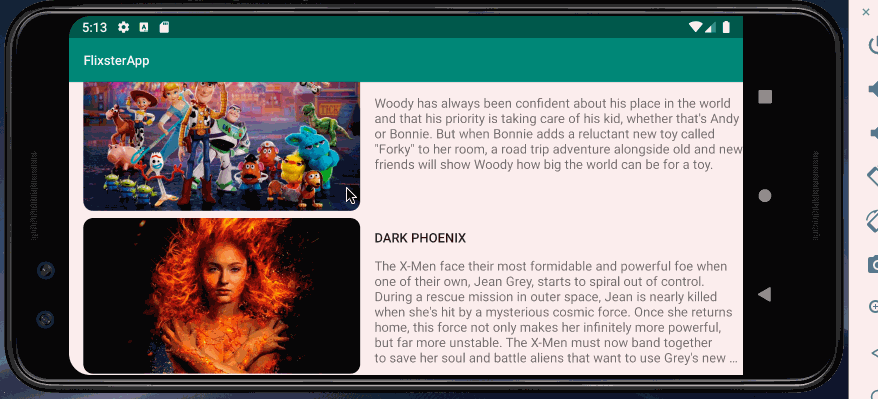 5:13
FlixsterApp
Woody has always been confident about his place in the world
and that his priority is taking care of his kid, whether that's Andy
or Bonnie. But when Bonnie adds a reluctant new toy called
"Forky" to her room, a road trip adventure alongside old and new
friends will show Woody how big the world can be for a toy.
DARK PHOENIX
The X-Men face their most formidable and powerful foe when
one of their own, Jean Grey, starts to spiral out of control.
During a rescue mission in outer space, Jean is nearly killed
when she's hit by a mysterious cosmic force. Once she returns
home, this force not only makes her infinitely more powerful,
but far more unstable. The X-Men must now band together
to save her soul and battle aliens that want to use Grey's new ...